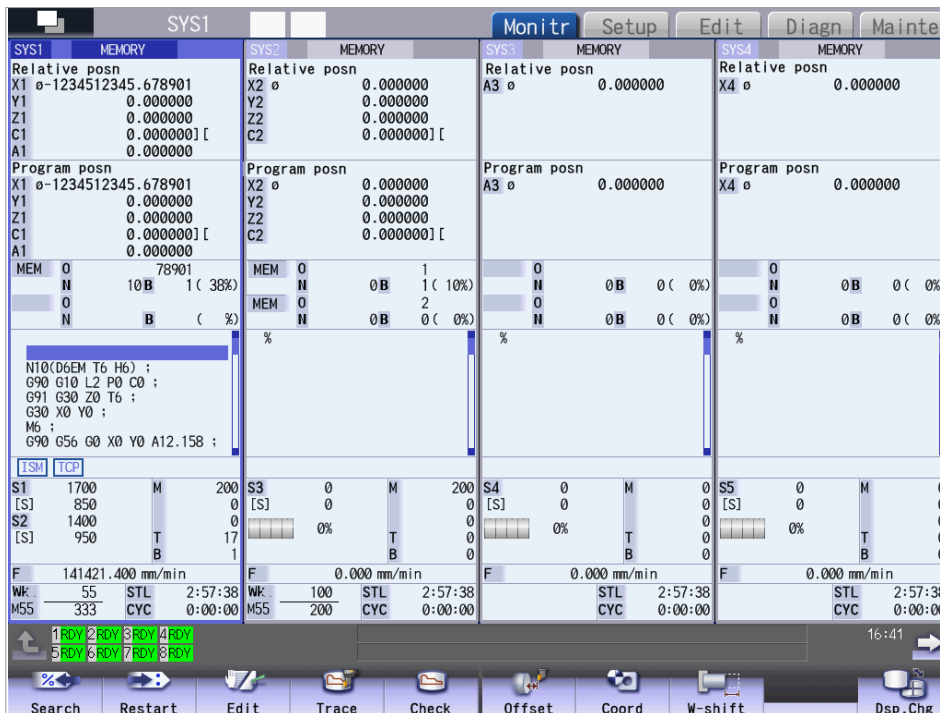 SYS1
Monitr Setup Edit Diagn Mainte
SYS1 MEMORY
Relative posn
X1 ø-1234512345.678901
Y1 0.000000
Z1 0.000000
C1 0.000000][
A1 0.000000
Program posn
X1 ø-1234512345.678901
Y1 0.000000
Z1 0.000000
C1 0.000000][
A1 0.000000
MEM O 78901
N 10 B 1( 38%)
O
N B ( %)
N10(D6EM T6 H6) ;
G90 G10 L2 P0 C0 ;
G91 G30 Z0 T6 ;
G30 X0 Y0 ;
M6 ;
G90 G56 G0 X0 Y0 A12.158 ;
ISM TCP
S1 1700 M 200
[S] 850 0
S2 1400 0
[S] 950 T 17
B 1
F 141421.400 mm/min
Wk. 55 STL 2:57:38
M55 333 CYC 0:00:00
SYS2 MEMORY
Relative posn
X2 ø 0.000000
Y2 0.000000
Z2 0.000000
C2 0.000000][
Program posn
X2 ø 0.000000
Y2 0.000000
Z2 0.000000
C2 0.000000][
MEM O 1
N 0 B 1( 10%)
MEM O 2
N 0 B 0( 0%)
%
S3 0 M 200
[S] 0 0
0% 0
T 0
B 0
F 0.000 mm/min
Wk. 100 STL 2:57:38
M55 200 CYC 0:00:00
SYS3 MEMORY
Relative posn
A3 ø 0.000000
Program posn
A3 ø 0.000000
O
N 0 B 0( 0%)
O
N 0 B 0( 0%)
%
S4 0 M 0
[S] 0 0
0% 0
T 0
B 0
F 0.000 mm/min
STL 2:57:38
CYC 0:00:00
SYS4 MEMORY
Relative posn
X4 ø 0.000000
Program posn
X4 ø 0.000000
O
N 0 B 0( 0%
O
N 0 B 0( 0%
%
S5 0 M 0
[S] 0 0
0% 0
T 0
B 0
F 0.000 mm/min
STL 2:57:38
CYC 0:00:00
1RDY 2RDY 3RDY 4RDY
5RDY 6RDY 7RDY 8RDY
16:41
Search Restart Edit Trace Check Offset Coord W-shift Dsp.Chg